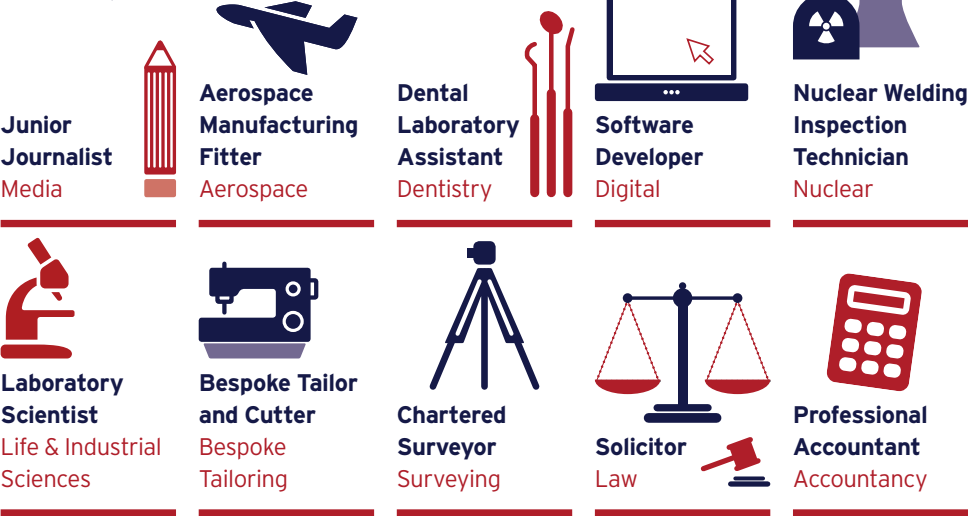 Junior
Journalist
Media
Aerospace
Manufacturing
Fitter
Aerospace
Dental
Laboratory
Assistant
Dentistry
Software
Developer
Digital
Nuclear Welding
Inspection
Technician
Nuclear
Laboratory
Scientist
Life & Industrial
Sciences
Bespoke Tailor
and Cutter
Bespoke
Tailoring
Chartered
Surveyor
Surveying
Solicitor
Law
Professional
Accountant
Accountancy